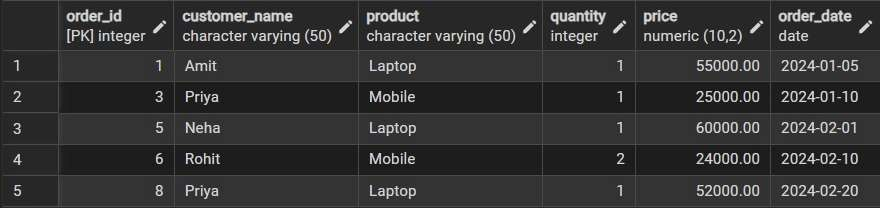 order_id customer_name product quantity price order_date
[PK] integer character varying (50) character varying (50) integer numeric (10,2) date
1 1 Amit Laptop 1 55000.00 2024-01-05
2 3 Priya Mobile 1 25000.00 2024-01-10
3 5 Neha Laptop 1 60000.00 2024-02-01
4 6 Rohit Mobile 2 24000.00 2024-02-10
5 8 Priya Laptop 1 52000.00 2024-02-20